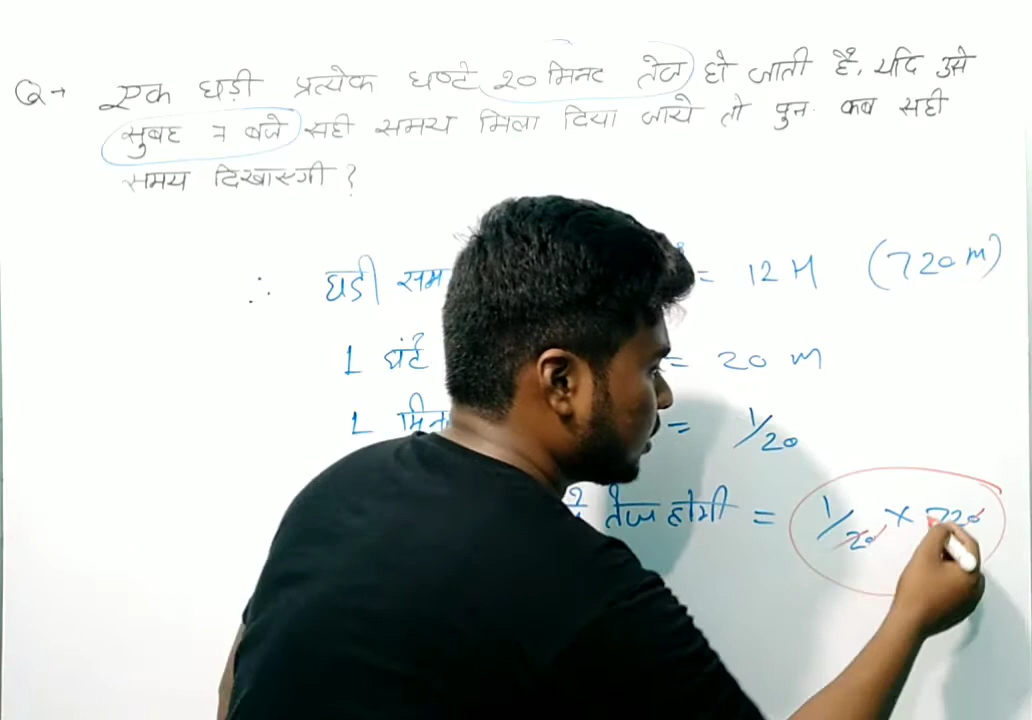 Q→ एक घड़ी प्रत्येक घण्टे २० मिनट तेज हो जाती है, यदि उसे
सुबह 7 बजे सही समय मिला दिया जाये तो पुन: कब सही
समय दिखाएगी ?
∴ घडी सम = 12 H (720 m)
1 घंटे = 20 m
1 मिन = 1/20
तेज होगी = 1/20 × 720